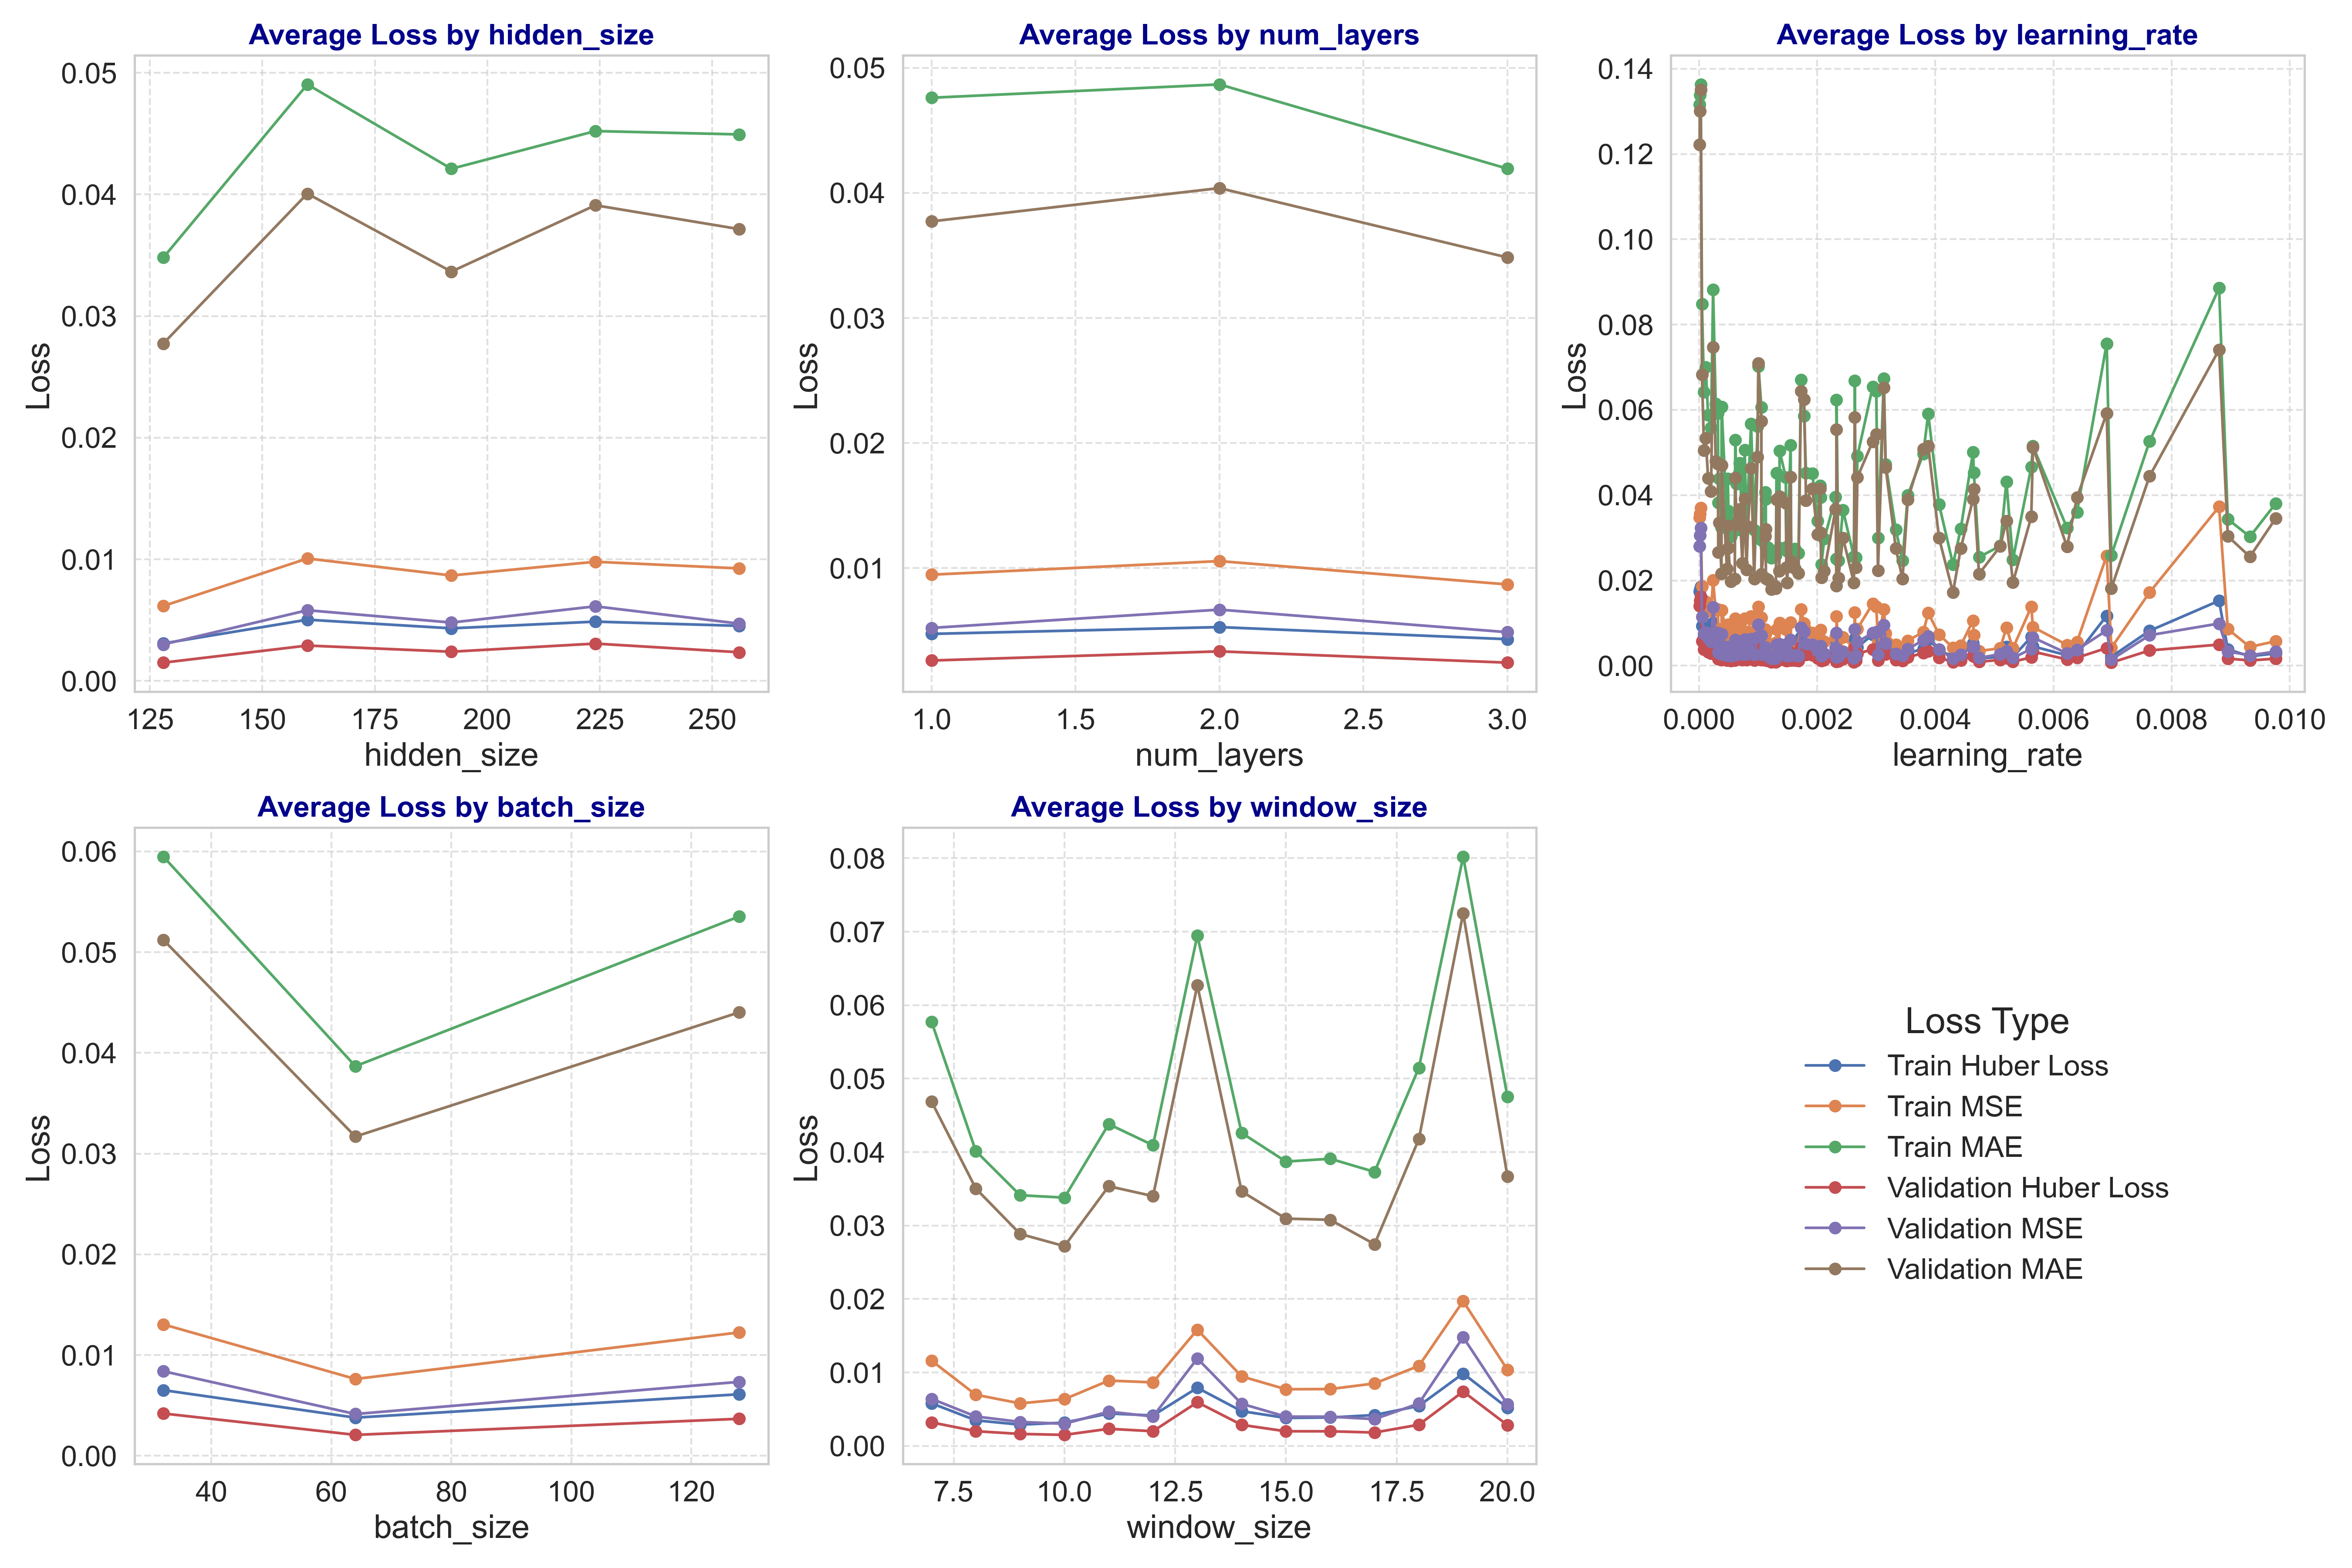 Average Loss by hidden_size
0.05
0.04
0.03
0.02
0.01
0.00
Loss
125 150 175 200 225 250
hidden_size
Average Loss by num_layers
0.05
0.04
0.03
0.02
0.01
Loss
1.0 1.5 2.0 2.5 3.0
num_layers
Average Loss by learning_rate
0.14
0.12
0.10
0.08
0.06
0.04
0.02
0.00
Loss
0.000 0.002 0.004 0.006 0.008 0.010
learning_rate
Average Loss by batch_size
0.06
0.05
0.04
0.03
0.02
0.01
0.00
Loss
40 60 80 100 120
batch_size
Average Loss by window_size
0.08
0.07
0.06
0.05
0.04
0.03
0.02
0.01
0.00
Loss
7.5 10.0 12.5 15.0 17.5 20.0
window_size
Loss Type
Train Huber Loss
Train MSE
Train MAE
Validation Huber Loss
Validation MSE
Validation MAE